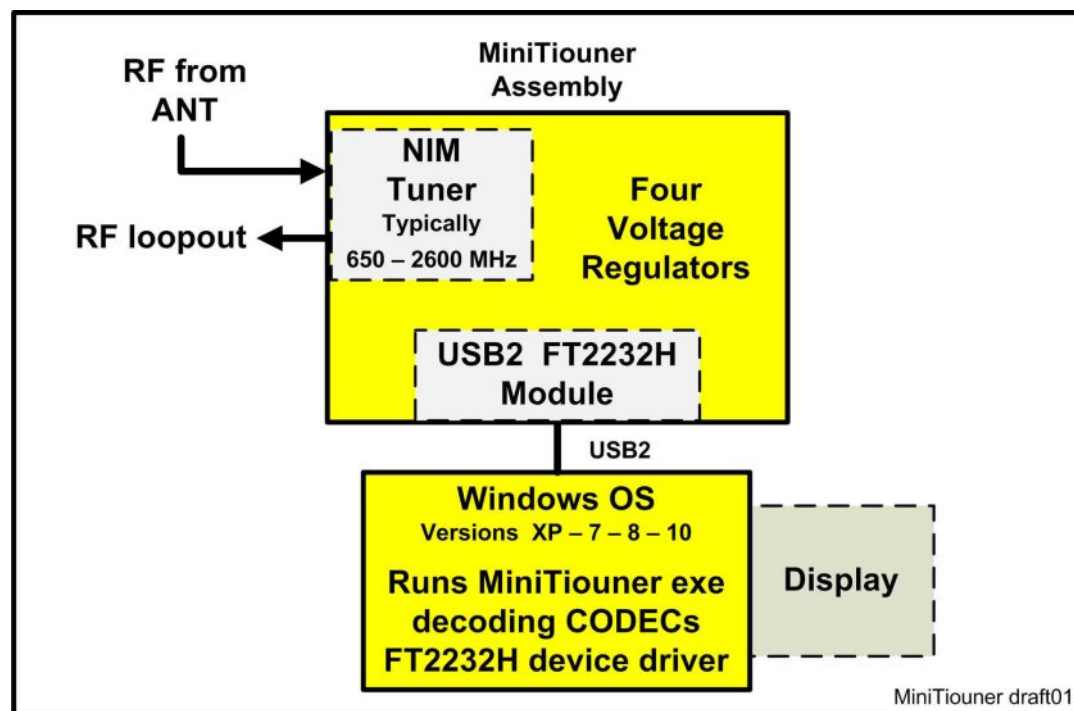 MiniTiouner
Assembly
RF from
ANT
NIM
Tuner
Typically
650 – 2600 MHz
RF loopout
Four
Voltage
Regulators
USB2 FT2232H
Module
USB2
Windows OS
Versions XP – 7 – 8 – 10
Runs MiniTiouner exe
decoding CODECs
FT2232H device driver
Display
MiniTiouner draft01